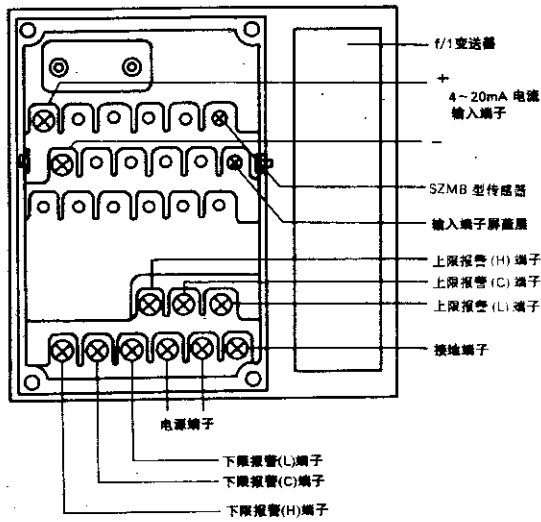 f/1变送器
+
4～20mA 电流
输入端子
−
SZMB 型传感器
输入端子屏蔽层
上限报警(H)端子
上限报警(C)端子
上限报警(L)端子
接地端子
电源端子
下限报警(L)端子
下限报警(C)端子
下限报警(H)端子